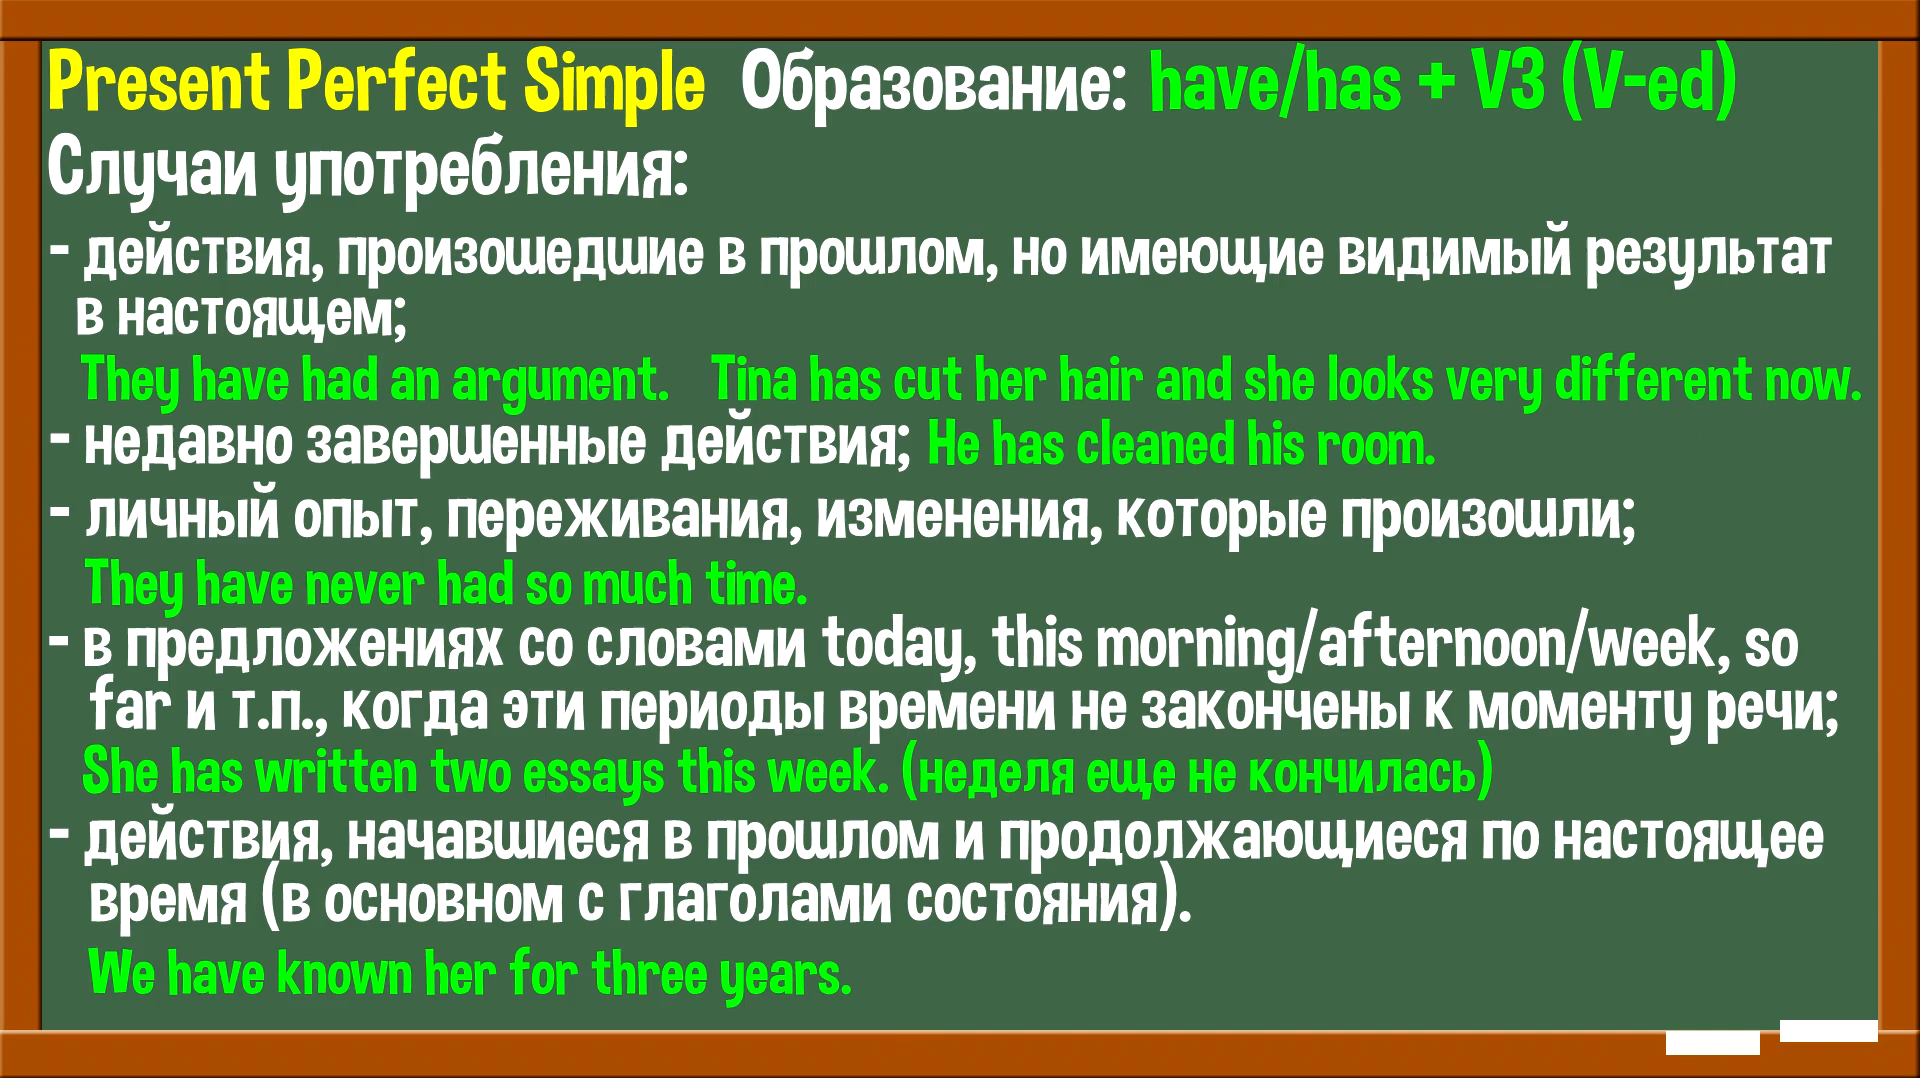 Present Perfect Simple Образование: have/has + V3 (V-ed)
Случаи употребления:
- действия, произошедшие в прошлом, но имеющие видимый результат
в настоящем;
They have had an argument. Tina has cut her hair and she looks very different now.
- недавно завершенные действия; He has cleaned his room.
- личный опыт, переживания, изменения, которые произошли;
They have never had so much time.
- в предложениях со словами today, this morning/afternoon/week, so
far и т.п., когда эти периоды времени не закончены к моменту речи;
She has written two essays this week. (неделя еще не кончилась)
- действия, начавшиеся в прошлом и продолжающиеся по настоящее
время (в основном с глаголами состояния).
We have known her for three years.